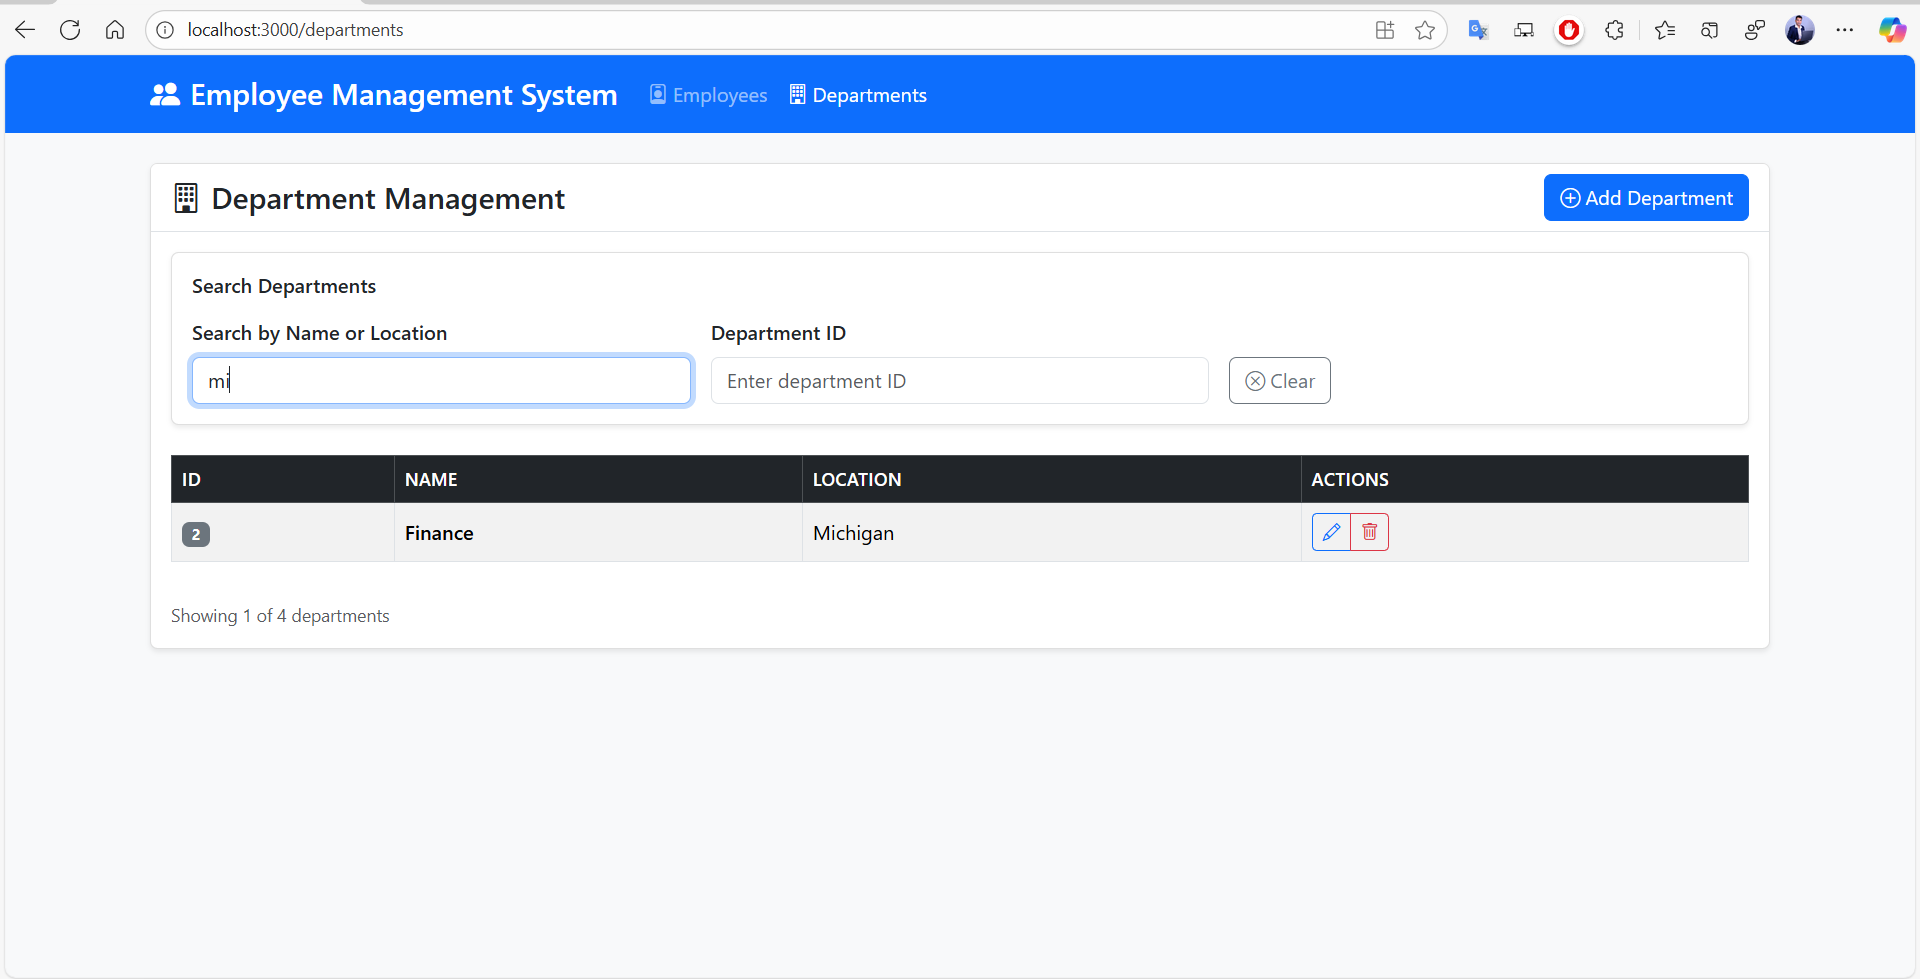 localhost:3000/departments
Employee Management System Employees Departments
Department Management Add Department
Search Departments
Search by Name or Location Department ID
mi Enter department ID Clear
ID NAME LOCATION ACTIONS
2 Finance Michigan
Showing 1 of 4 departments